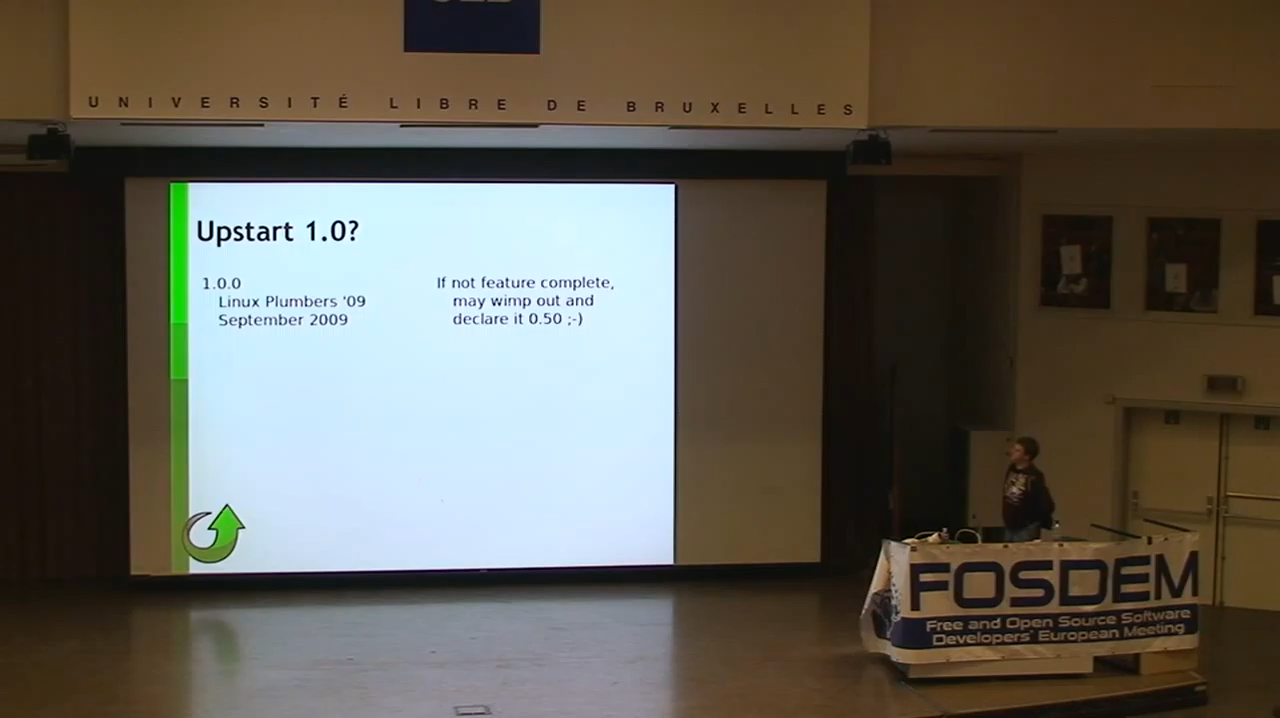 UNIVERSITÉ LIBRE DE BRUXELLES
Upstart 1.0?
1.0.0
Linux Plumbers '09
September 2009
If not feature complete,
may wimp out and
declare it 0.50 ;-)
FOSDEM
Free and Open Source Software
Developers' European Meeting